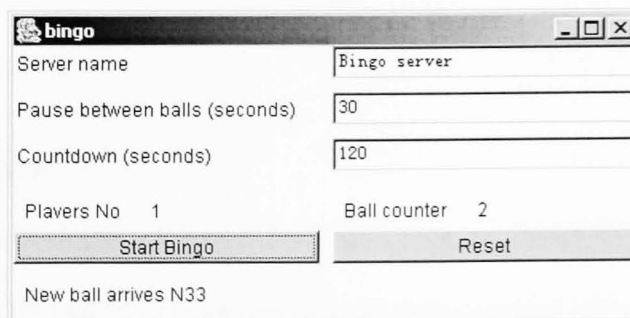 bingo
Server name Bingo server
Pause between balls (seconds) 30
Countdown (seconds) 120
Players No 1 Ball counter 2
Start Bingo Reset
New ball arrives N33